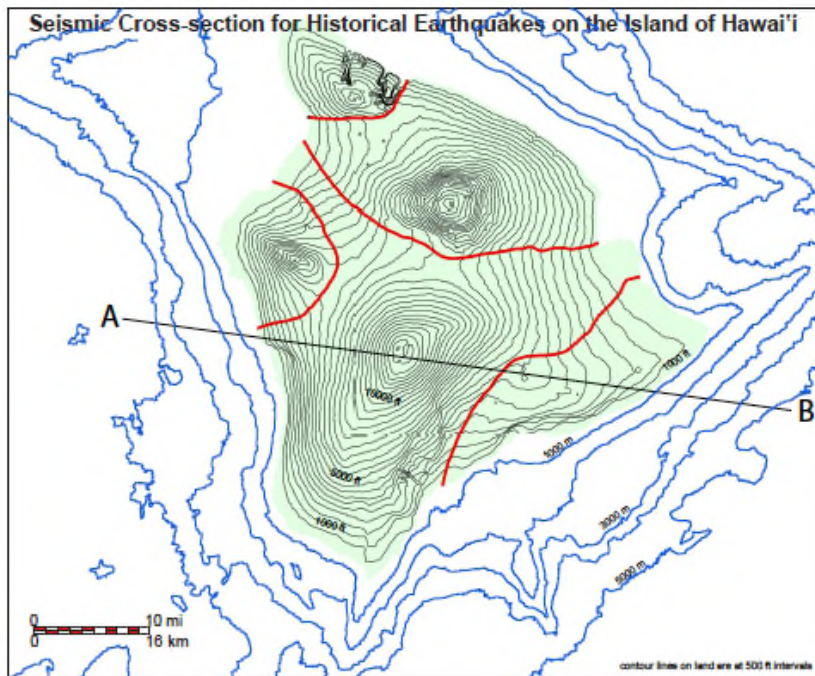 Seismic Cross-section for Historical Earthquakes on the Island of Hawai'i
A
B
1000 ft
15000 ft
5000 ft
1000 ft
1000 m
3000 m
5000 m
0 10 mi
0 16 km
contour lines on land are at 500 ft intervals